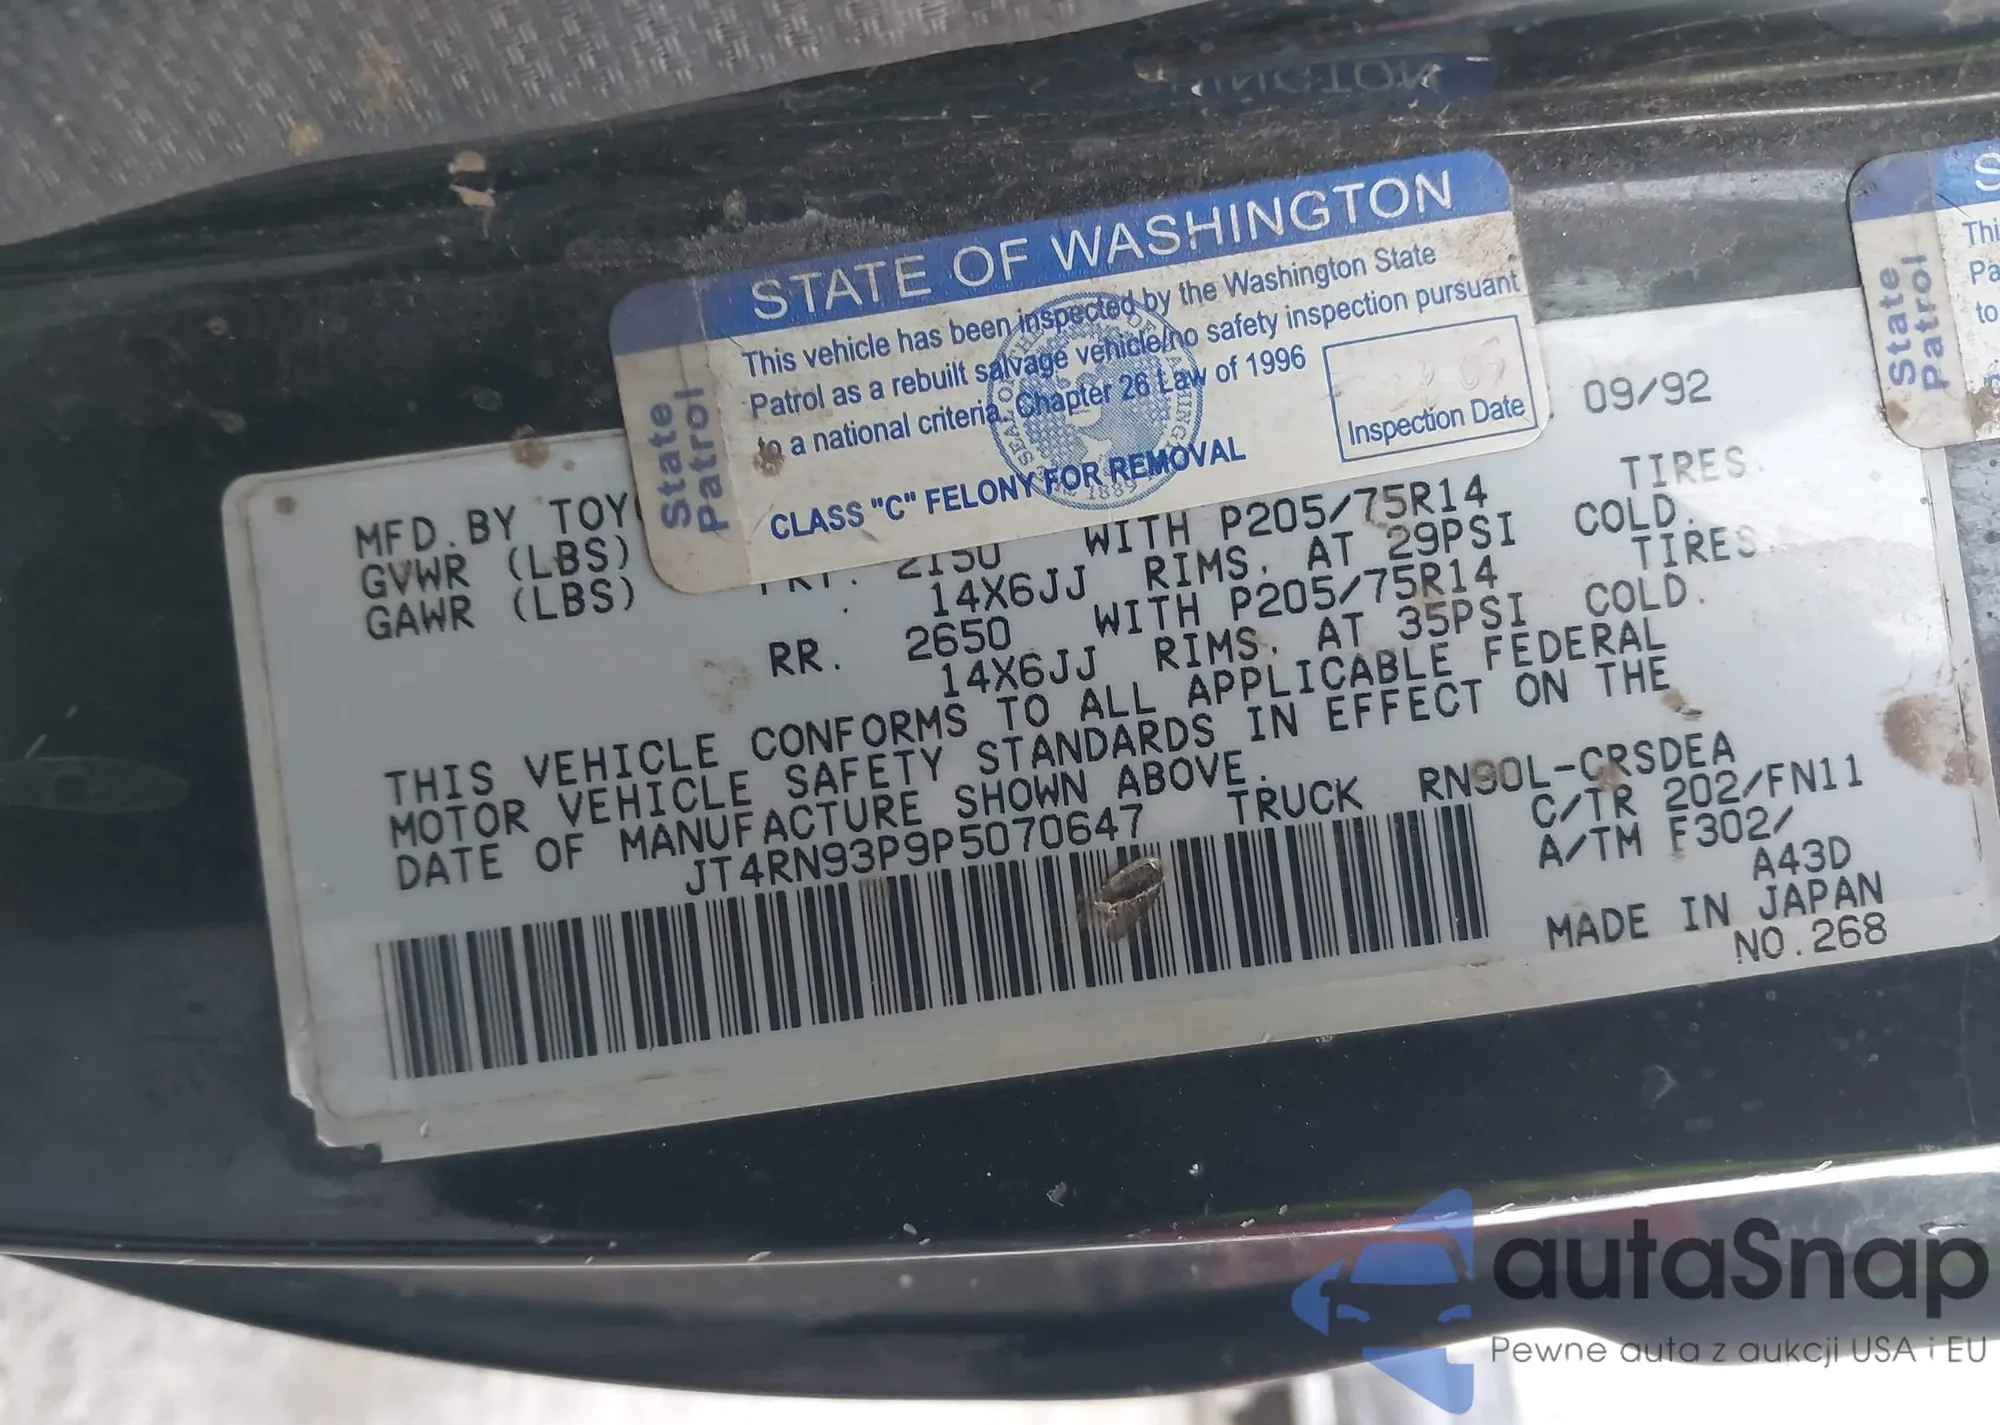 STATE OF WASHINGTON
This vehicle has been inspected by the Washington State
Patrol as a rebuilt salvage vehicle/no safety inspection pursuant
to a national criteria. Chapter 26 Law of 1996
CLASS "C" FELONY FOR REMOVAL
Inspection Date
State
Patrol
State
Patrol
09/92
MFD.BY TOY
GVWR (LBS)
GAWR (LBS)
2150 WITH P205/75R14 TIRES
14X6JJ RIMS. AT 29PSI COLD.
RR. 2650 WITH P205/75R14 TIRES.
14X6JJ RIMS. AT 35PSI COLD.
THIS VEHICLE CONFORMS TO ALL APPLICABLE FEDERAL
MOTOR VEHICLE SAFETY STANDARDS IN EFFECT ON THE
DATE OF MANUFACTURE SHOWN ABOVE.
JT4RN93P9P5070647 TRUCK RN90L-CRSDEA
C/TR 202/FN11
A/TM F302/
A43D
MADE IN JAPAN
NO.268
autaSnap
Pewne auta z aukcji USA i EU